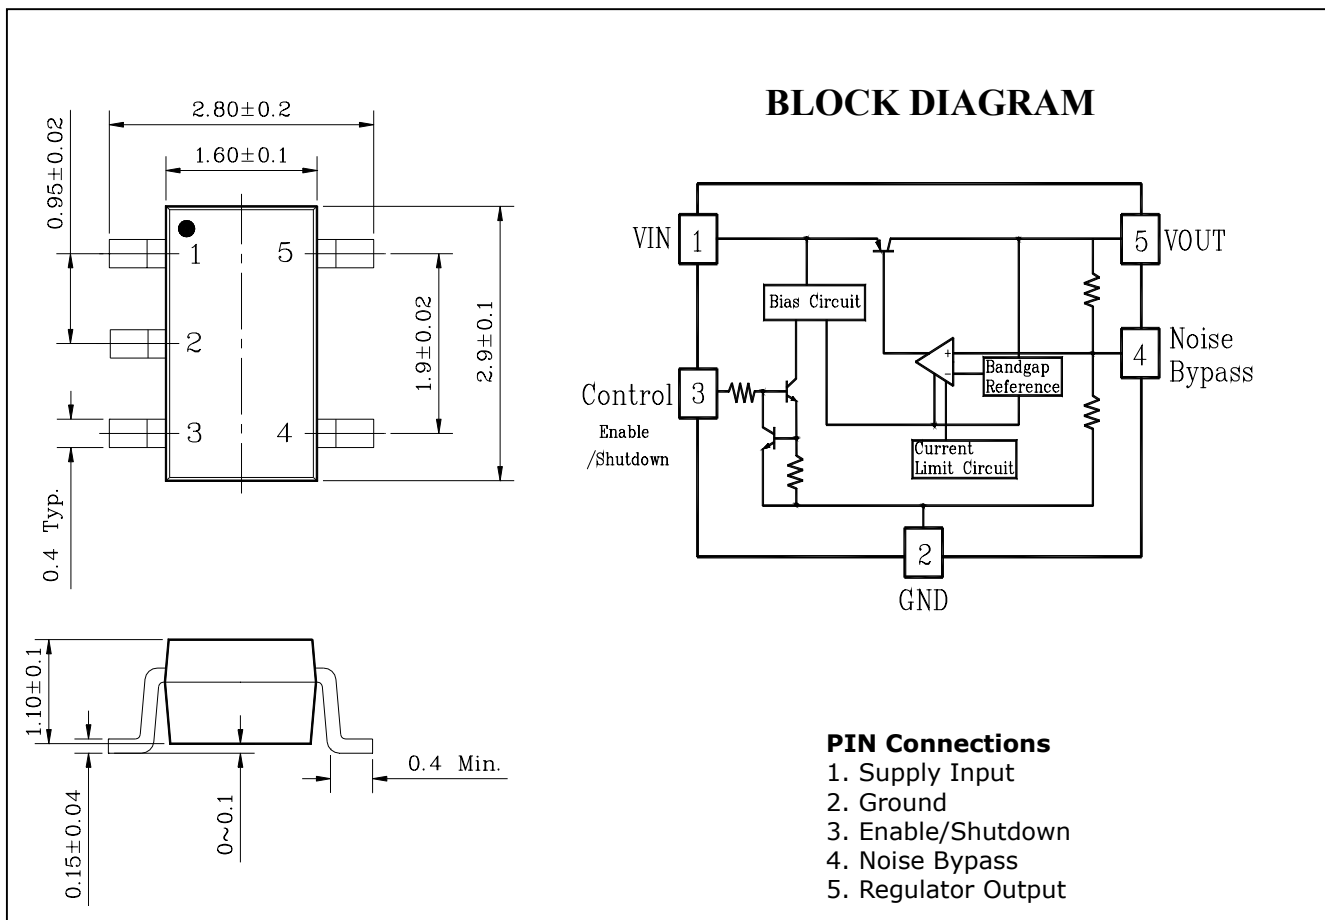 2.80±0.2
1.60±0.1
0.95±0.02
1
5
2
3
4
1.9±0.02
2.9±0.1
0.4 Typ.
1.10±0.1
0.15±0.04
0~0.1
0.4 Min.
BLOCK DIAGRAM
VIN
1
5
VOUT
Bias Circuit
4
Noise
Bypass
+
−
Bandgap
Reference
Control
3
Enable
/Shutdown
Current
Limit Circuit
2
GND
PIN Connections
1. Supply Input
2. Ground
3. Enable/Shutdown
4. Noise Bypass
5. Regulator Output